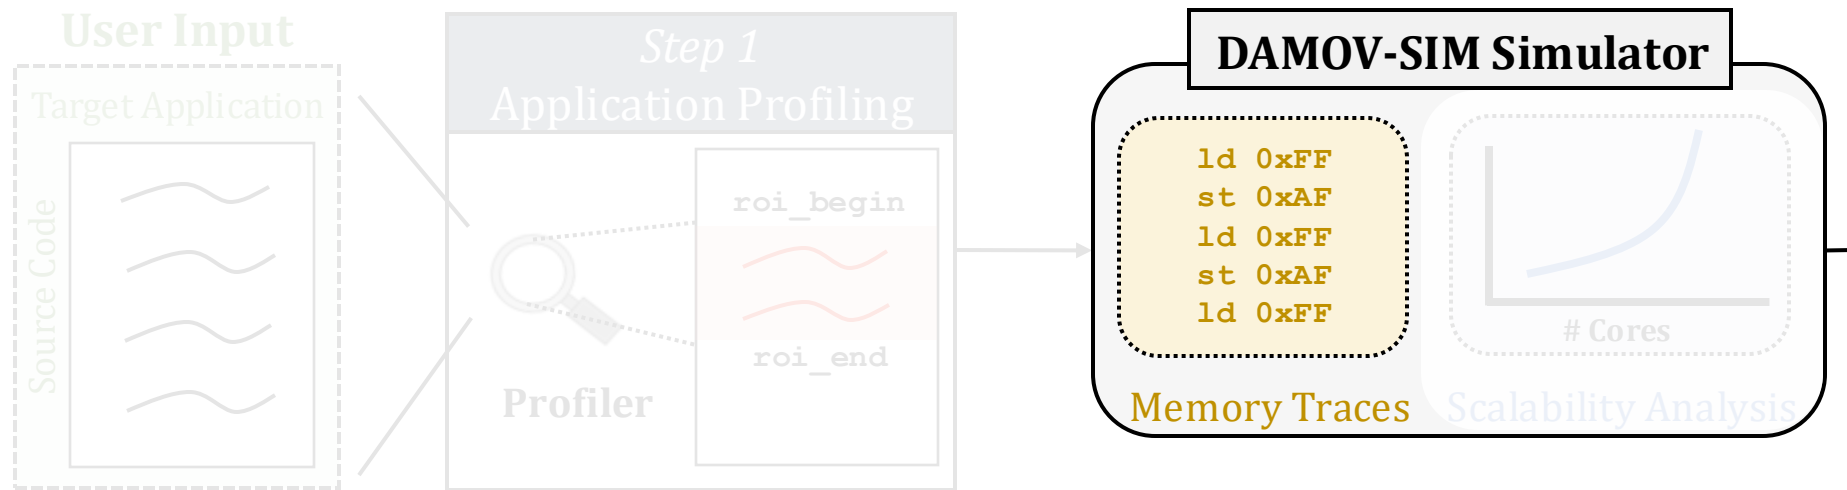 User Input
Target Application
Source Code
Step 1
Application Profiling
roi_begin
roi_end
Profiler
DAMOV-SIM Simulator
ld 0xFF
st 0xAF
ld 0xFF
st 0xAF
ld 0xFF
Memory Traces
# Cores
Scalability Analysis